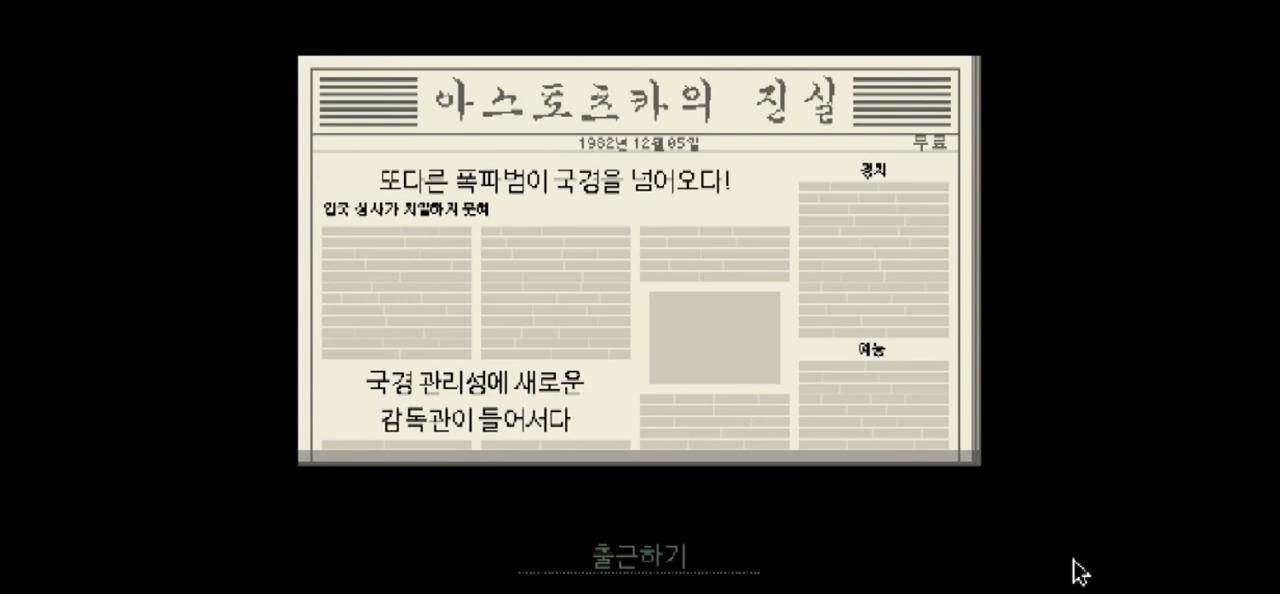 아스토츠카의 진실
1982년 12월 05일
무료
또다른 폭파범이 국경을 넘어오다!
입국 심사가 치밀하지 못해
국경 관리성에 새로운
감독관이 들어서다
경치
예능
출근하기